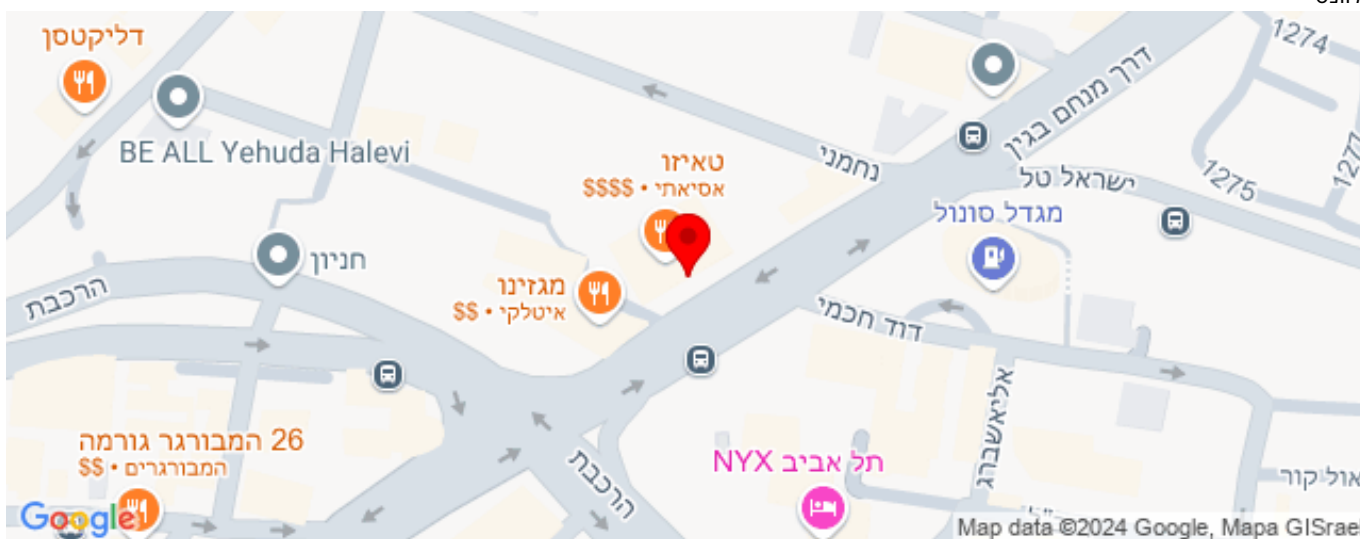 דליקטסן
BE ALL Yehuda Halevi
1274
דרך מנחם בגין
1277
1275
נחמני
טאיזו
אסיאתי • $$$$
ישראל טל
מגדל סונול
חניון
מגזינו
איטלקי • $$
הרכבת
דוד חכמי
אליאשברג
26 המבורגר גורמה
המבורגרים • $$
הרכבת
תל אביב NYX
אול קור
Google
Map data ©2024 Google, Mapa GISrae